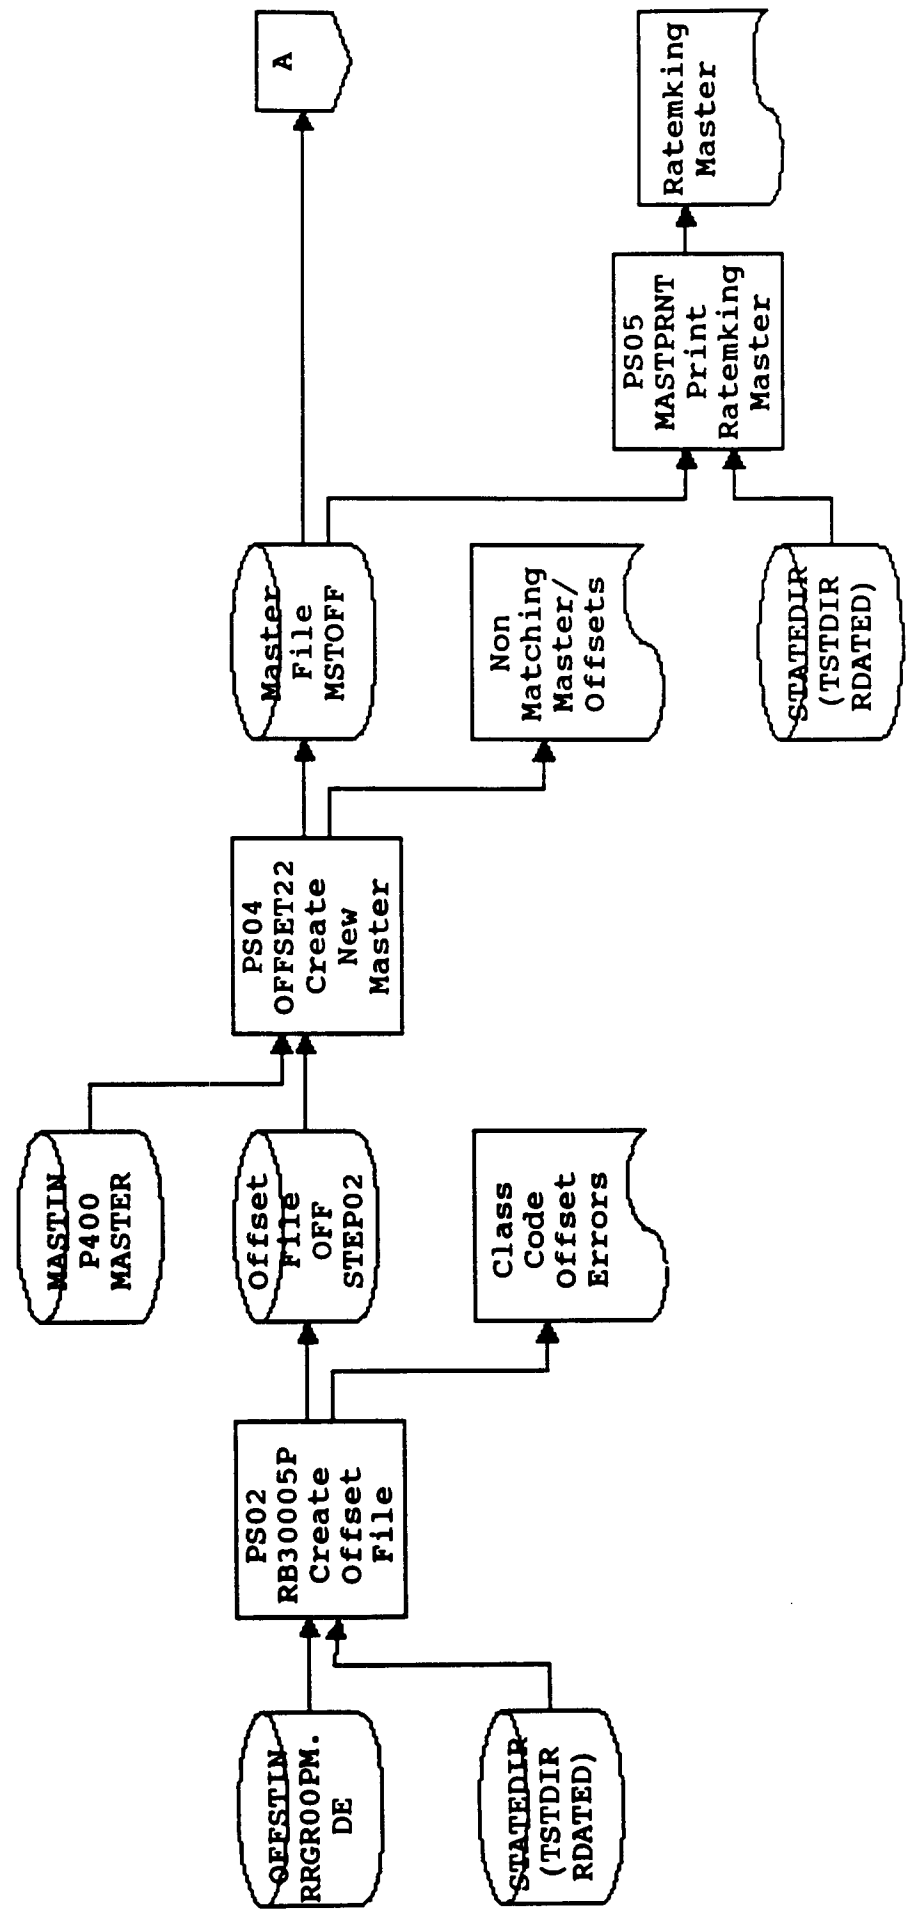 OFFSTIN
RRGR00PM.
DE
STATEDIR
(TSTDIR
RDATED)
PS02
RB30005P
Create
Offset
File
Class
Code
Offset
Errors
Offset
File
OFF
STEP02
MASTIN
P400
MASTER
PS04
OFFSET22
Create
New
Master
Master
File
MSTOFF
Non
Matching
Master/
Offsets
STATEDIR
(TSTDIR
RDATED)
PS05
MASTPRNT
Print
Ratemking
Master
Ratemking
Master
A